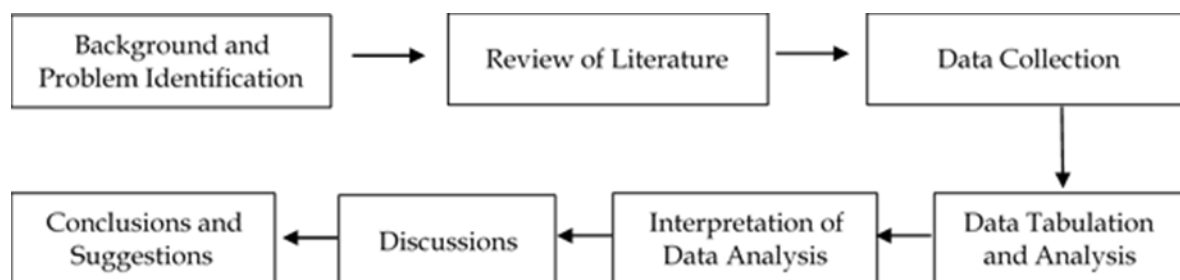 Background and
Problem Identification
Review of Literature
Data Collection
Data Tabulation
and Analysis
Interpretation of
Data Analysis
Discussions
Conclusions and
Suggestions